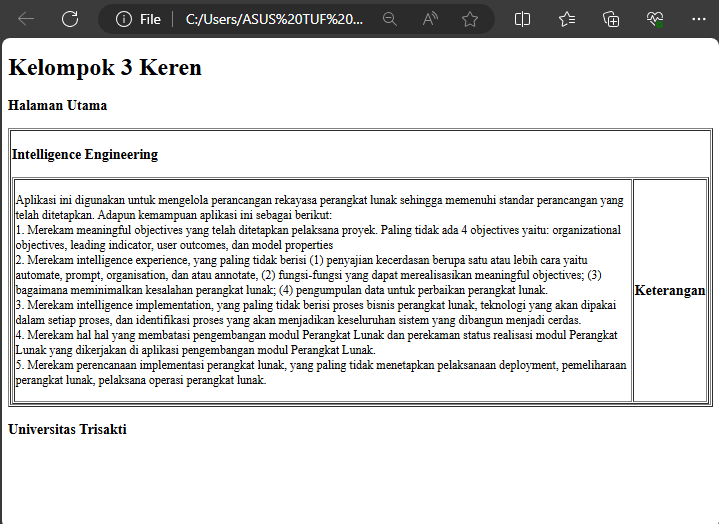 File
C:/Users/ASUS%20TUF%20...
Kelompok 3 Keren
Halaman Utama
Intelligence Engineering
Aplikasi ini digunakan untuk mengelola perancangan rekayasa perangkat lunak sehingga memenuhi standar perancangan yang
telah ditetapkan. Adapun kemampuan aplikasi ini sebagai berikut:
1. Merekam meaningful objectives yang telah ditetapkan pelaksana proyek. Paling tidak ada 4 objectives yaitu: organizational
objectives, leading indicator, user outcomes, dan model properties
2. Merekam intelligence experience, yang paling tidak berisi (1) penyajian kecerdasan berupa satu atau lebih cara yaitu
automate, prompt, organisation, dan atau annotate, (2) fungsi-fungsi yang dapat merealisasikan meaningful objectives; (3)
bagaimana meminimalkan kesalahan perangkat lunak; (4) pengumpulan data untuk perbaikan perangkat lunak.
3. Merekam intelligence implementation, yang paling tidak berisi proses bisnis perangkat lunak, teknologi yang akan dipakai
dalam setiap proses, dan identifikasi proses yang akan menjadikan keseluruhan sistem yang dibangun menjadi cerdas.
4. Merekam hal hal yang membatasi pengembangan modul Perangkat Lunak dan perekaman status realisasi modul Perangkat
Lunak yang dikerjakan di aplikasi pengembangan modul Perangkat Lunak.
5. Merekam perencanaan implementasi perangkat lunak, yang paling tidak menetapkan pelaksanaan deployment, pemeliharaan
perangkat lunak, pelaksana operasi perangkat lunak.
Keterangan
Universitas Trisakti